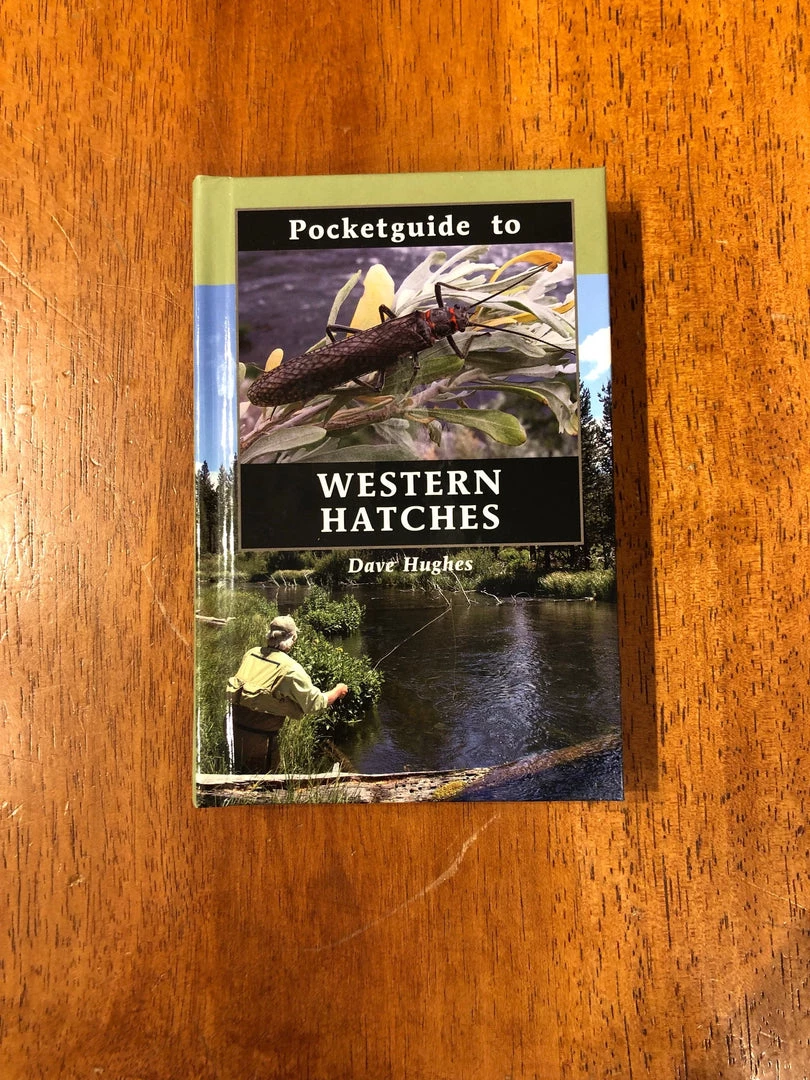 Pocketguide to
WESTERN
HATCHES
Dave Hughes